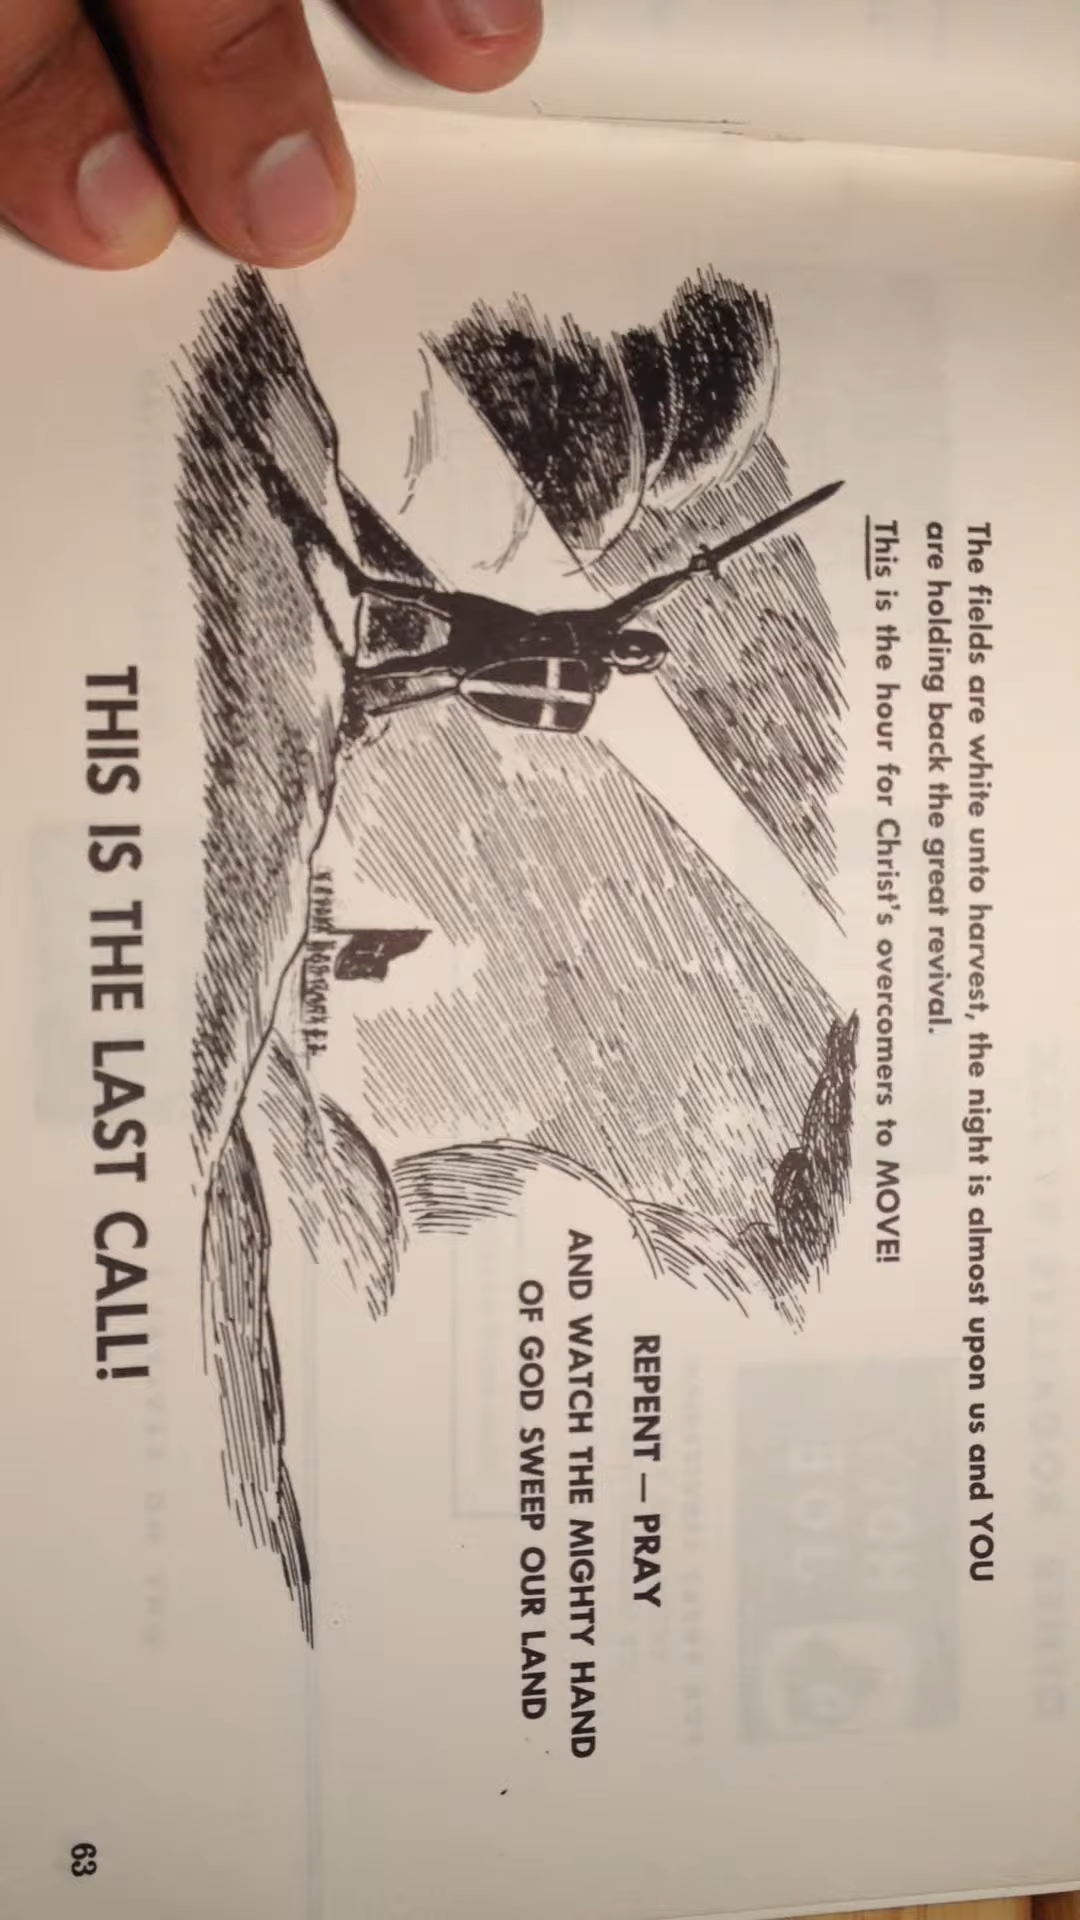 The fields are white unto harvest, the night is almost upon us and YOU
are holding back the great revival.
This is the hour for Christ's overcomers to MOVE!
REPENT — PRAY
AND WATCH THE MIGHTY HAND
OF GOD SWEEP OUR LAND
THIS IS THE LAST CALL!
63